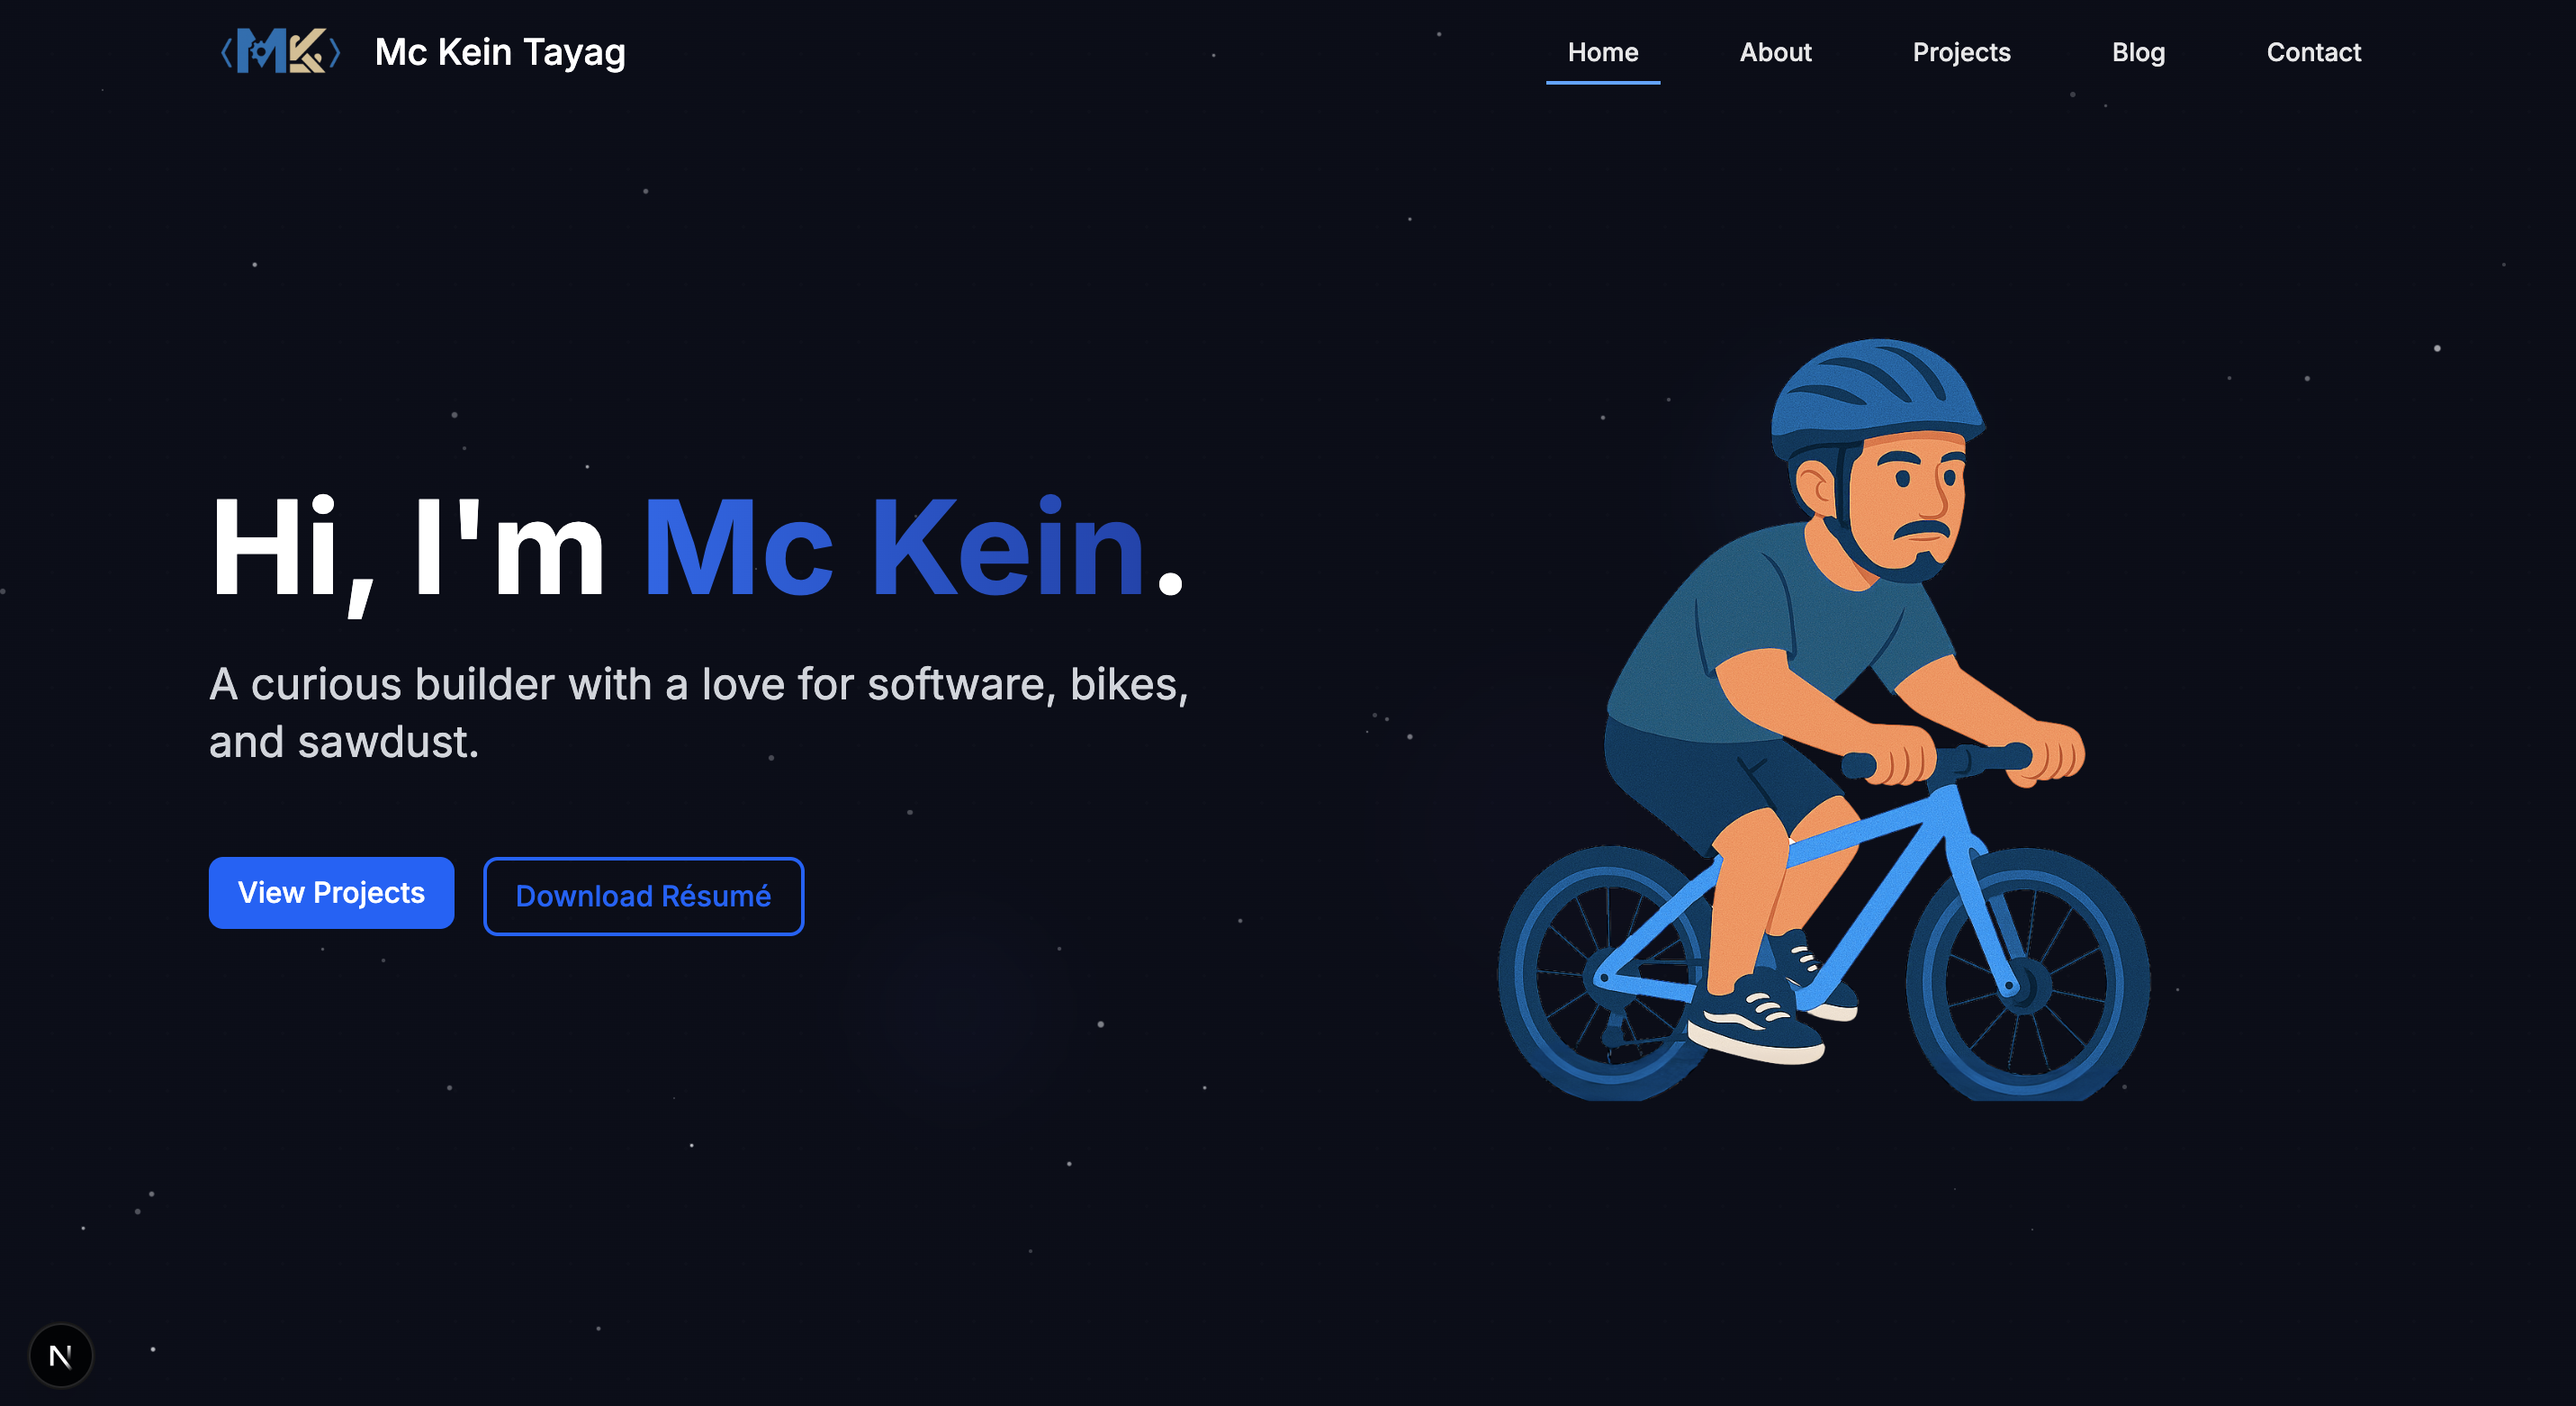 MK
Mc Kein Tayag
Home
About
Projects
Blog
Contact
Hi, I'm Mc Kein.
A curious builder with a love for software, bikes,
and sawdust.
View Projects
Download Résumé
N